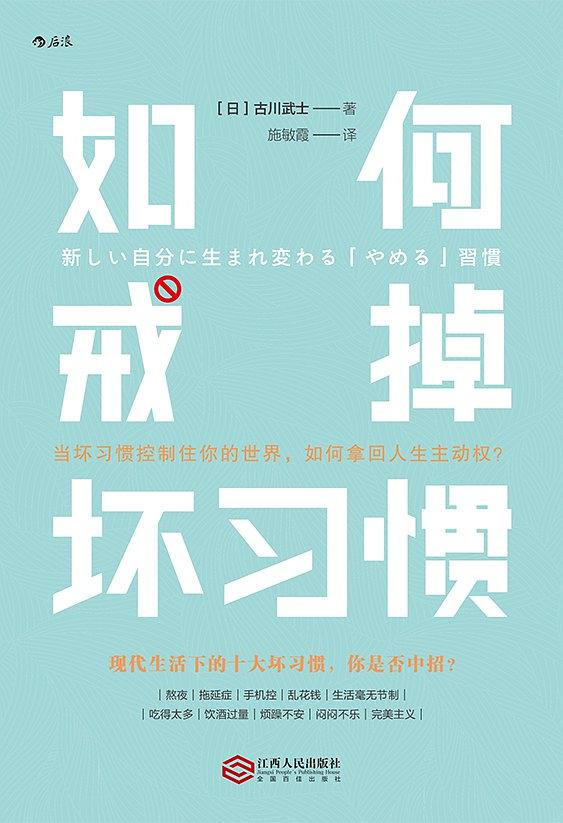 后浪
[日]古川武士——著
施敏霞——译
如何
新しい自分に生まれ変わる「やめる」習慣
戒掉
当坏习惯控制住你的世界，如何拿回人生主动权？
坏习惯
现代生活下的十大坏习惯，你是否中招？
|熬夜|拖延症|手机控|乱花钱|生活毫无节制|
|吃得太多|饮酒过量|烦躁不安|闷闷不乐|完美主义|
江西人民出版社
Jiangxi People's Publishing House
全国百佳出版社